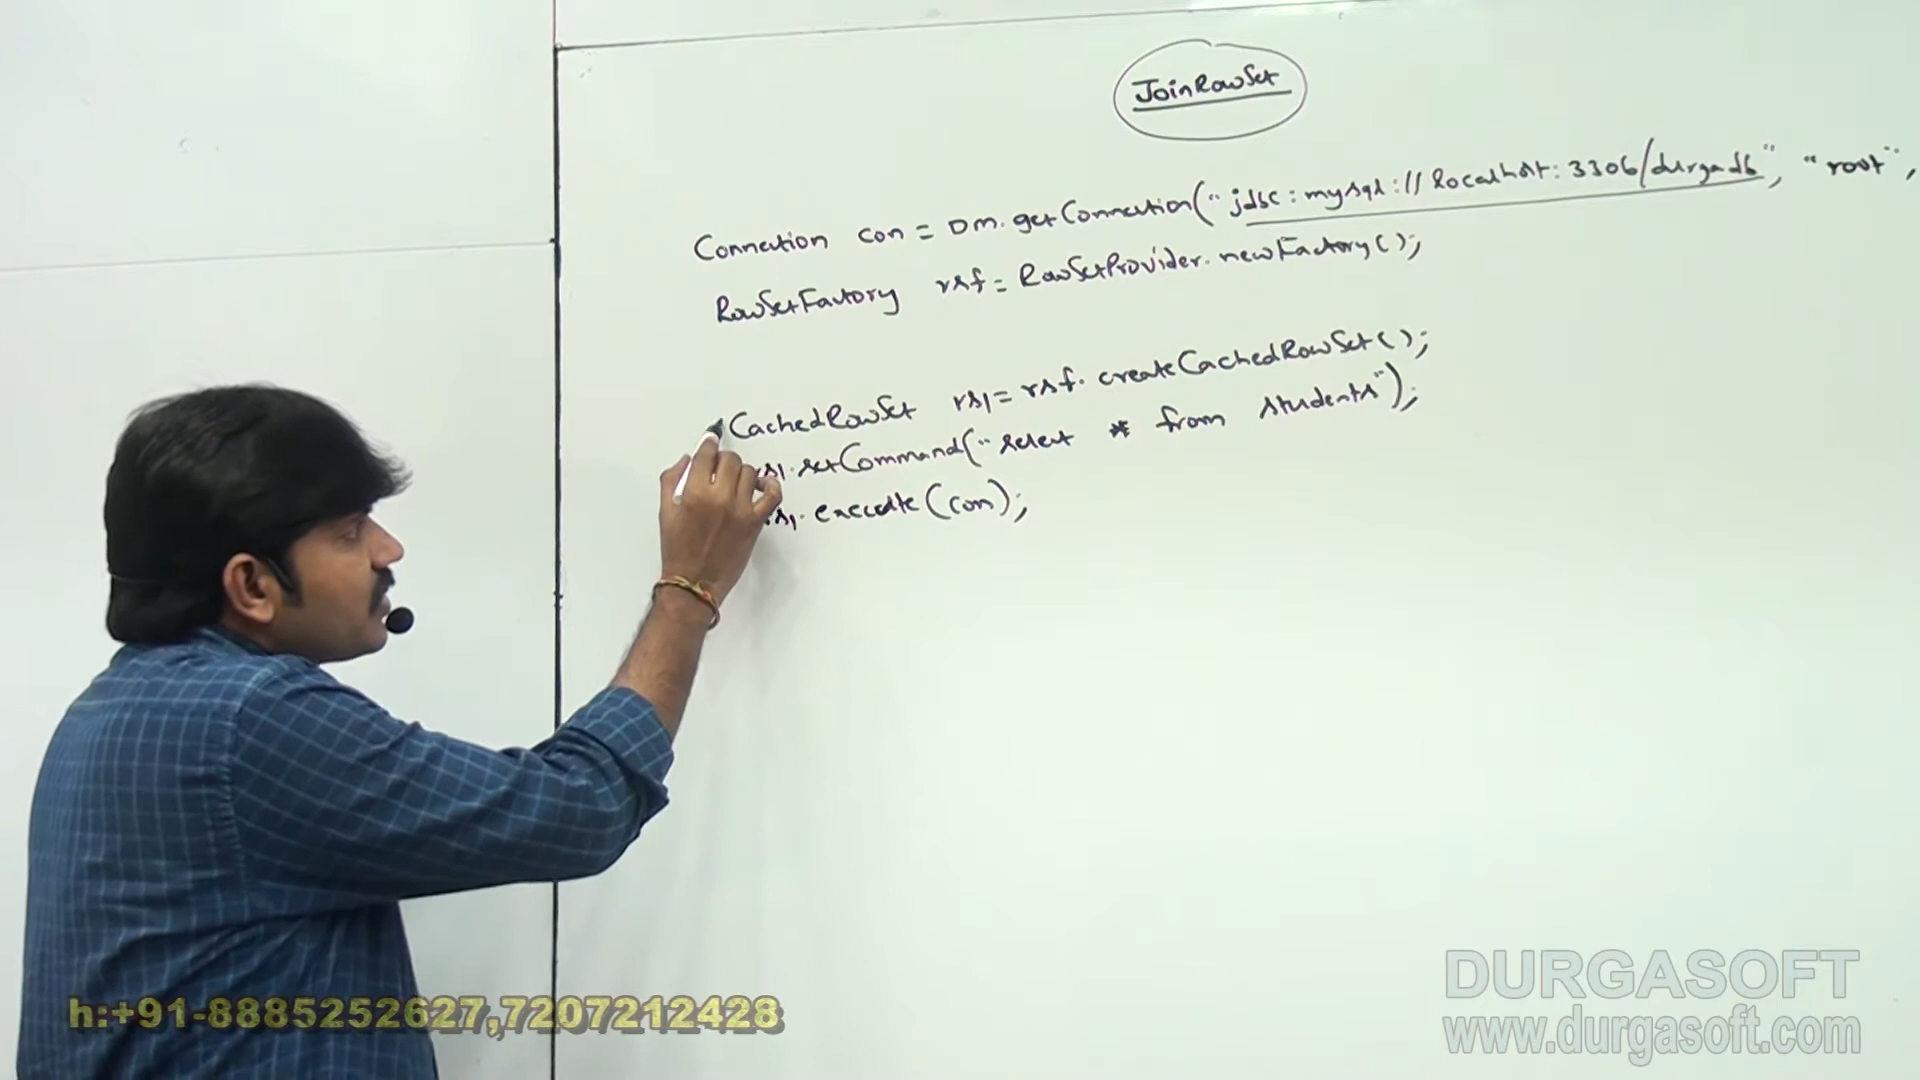 JoinRowSet
Connection con = DM.getConnection("jdbc:mysql://localhost:3306/durgadb", "root",
RowSetFactory rsf = RowSetProvider.newFactory();
CachedRowSet rs1 = rsf.createCachedRowSet();
rs1.setCommand("select * from students");
rs1.execute(con);
DURGASOFT
h:+91-8885252627,7207212428
www.durgasoft.com